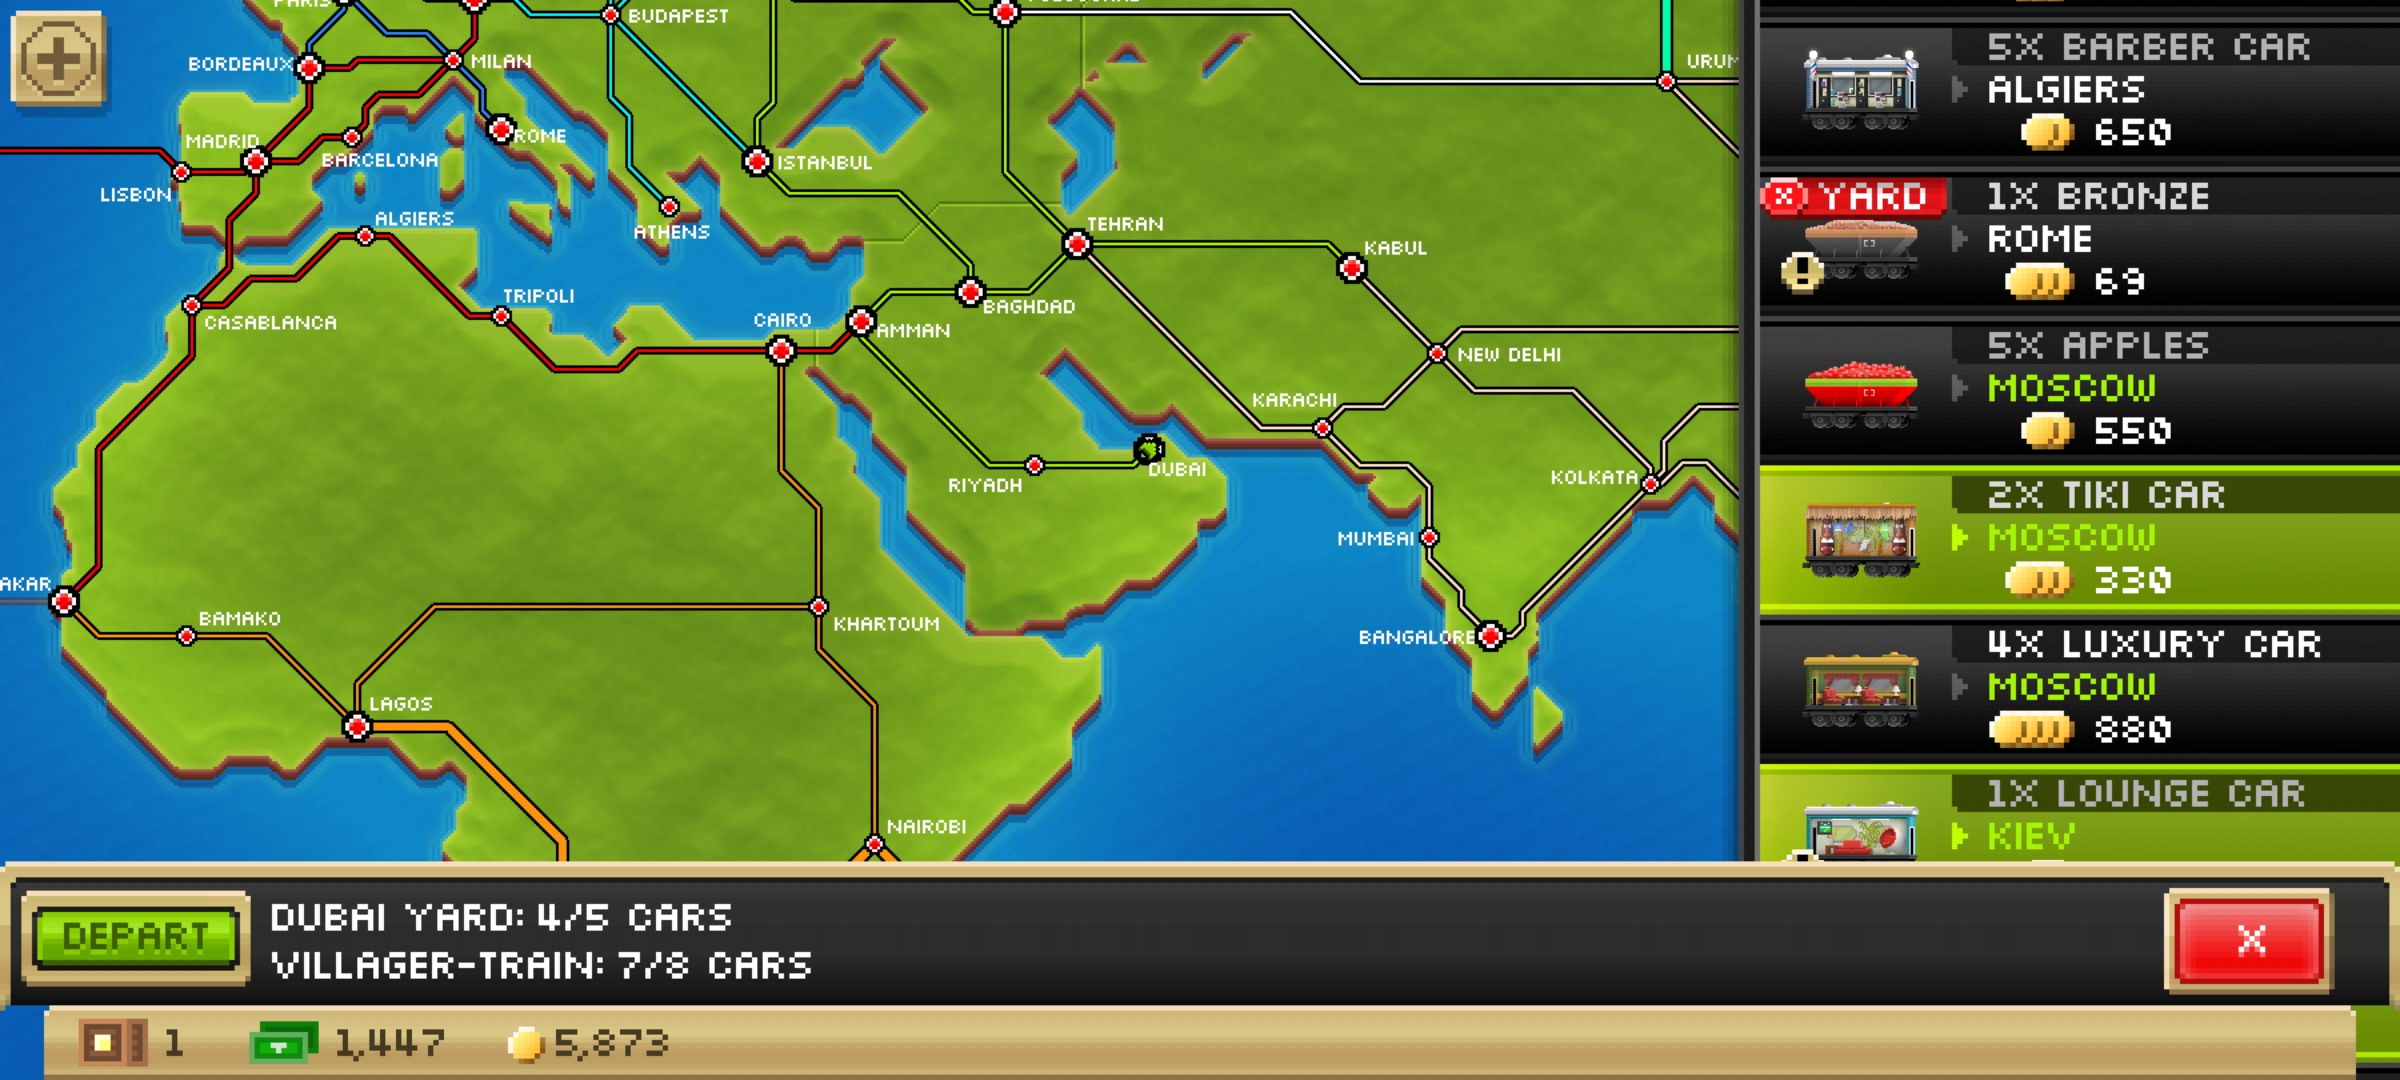 BUDAPEST
BORDEAUX
MILAN
MADRID
ROME
BARCELONA
ISTANBUL
LISBON
ALGIERS
ATHENS
TEHRAN
KABUL
TRIPOLI
CASABLANCA
CAIRO
AMMAN
BAGHDAD
NEW DELHI
KARACHI
RIYADH
DUBAI
KOLKATA
MUMBAI
AKAR
BAMAKO
KHARTOUM
BANGALORE
LAGOS
NAIROBI
URUM
5X BARBER CAR
ALGIERS
650
YARD
1X BRONZE
ROME
69
5X APPLES
MOSCOW
550
2X TIKI CAR
MOSCOW
330
4X LUXURY CAR
MOSCOW
880
1X LOUNGE CAR
KIEV
DEPART
DUBAI YARD: 4/5 CARS
VILLAGER-TRAIN: 7/8 CARS
X
1
1,447
5,873